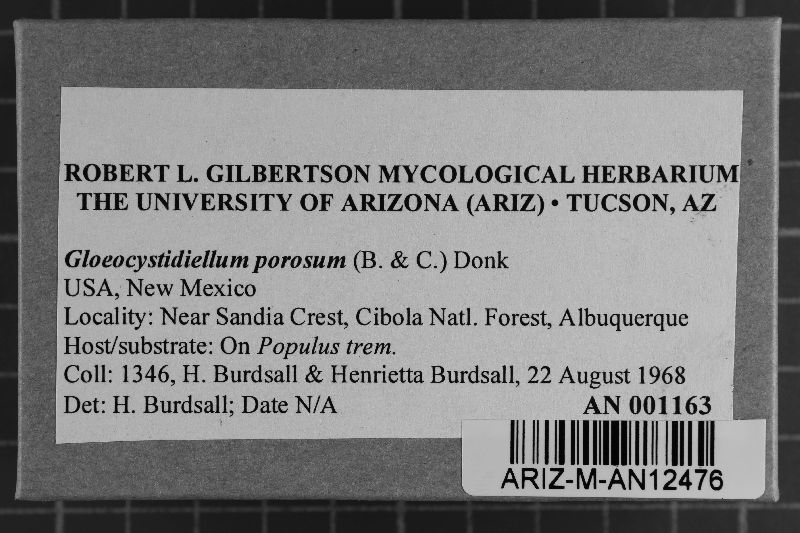 ROBERT L. GILBERTSON MYCOLOGICAL HERBARIUM
THE UNIVERSITY OF ARIZONA (ARIZ) • TUCSON, AZ
Gloeocystidiellum porosum (B. & C.) Donk
USA, New Mexico
Locality: Near Sandia Crest, Cibola Natl. Forest, Albuquerque
Host/substrate: On Populus trem.
Coll: 1346, H. Burdsall & Henrietta Burdsall, 22 August 1968
Det: H. Burdsall; Date N/A AN 001163
ARIZ-M-AN12476